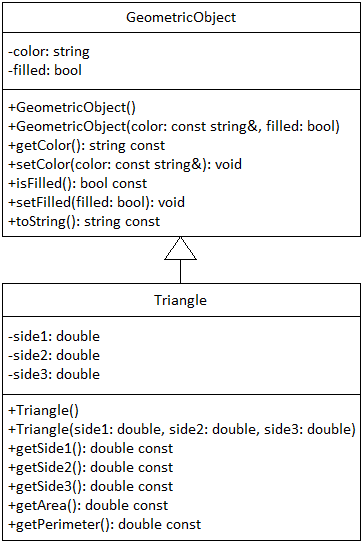 GeometricObject
-color: string
-filled: bool
+GeometricObject()
+GeometricObject(color: const string&, filled: bool)
+getColor(): string const
+setColor(color: const string&): void
+isFilled(): bool const
+setFilled(filled: bool): void
+toString(): string const
Triangle
-side1: double
-side2: double
-side3: double
+Triangle()
+Triangle(side1: double, side2: double, side3: double)
+getSide1(): double const
+getSide2(): double const
+getSide3(): double const
+getArea(): double const
+getPerimeter(): double const